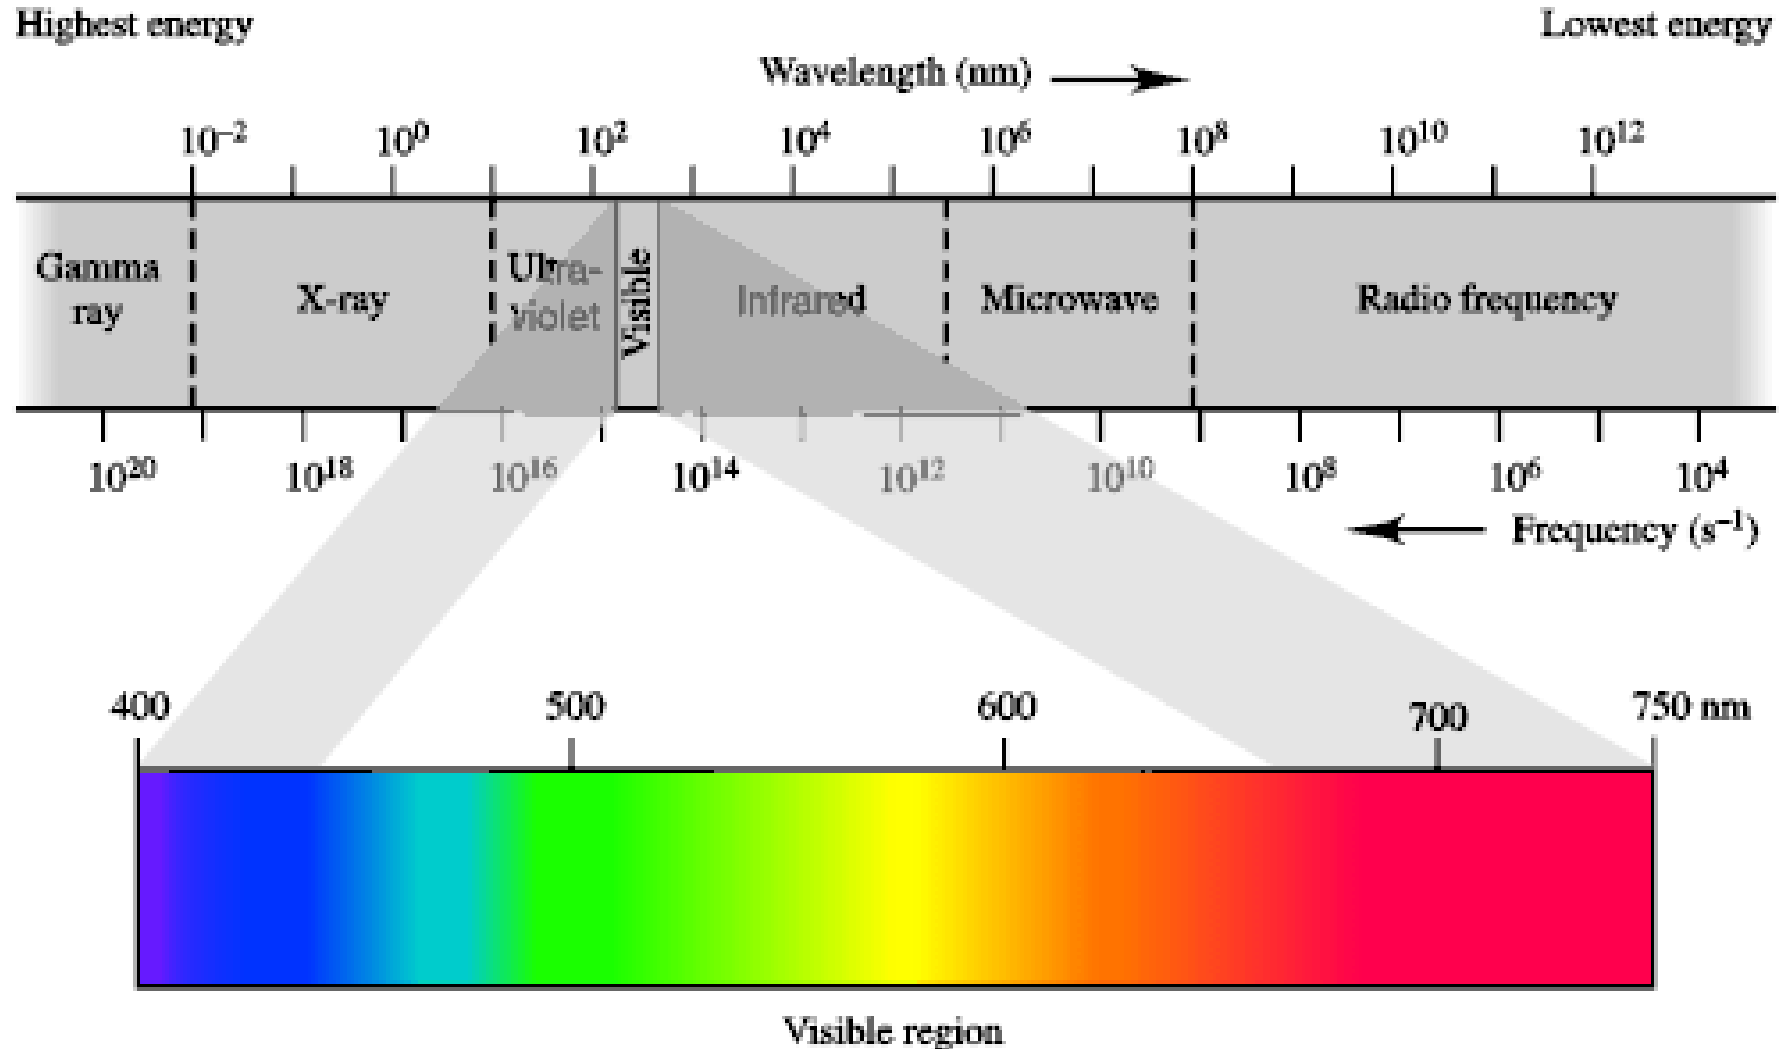 Highest energy
Lowest energy
Wavelength (nm)
10⁻² 10⁰ 10² 10⁴ 10⁶ 10⁸ 10¹⁰ 10¹²
Gamma ray
X-ray
Ultra-
violet
Visible
Infrared
Microwave
Radio frequency
10²⁰ 10¹⁸ 10¹⁶ 10¹⁴ 10¹² 10¹⁰ 10⁸ 10⁶ 10⁴
Frequency (s⁻¹)
400 500 600 700 750 nm
Visible region